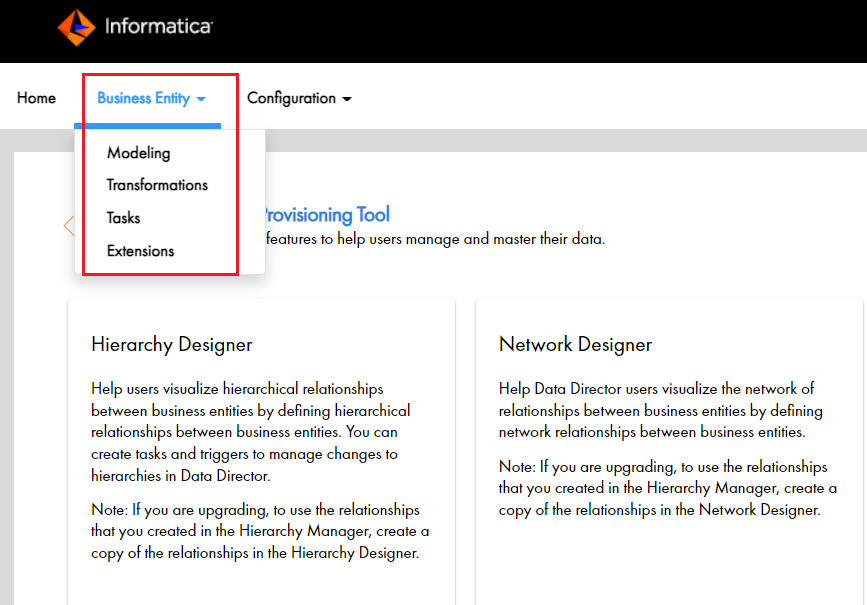 Informatica
Home Business Entity Configuration
Modeling
Transformations
Tasks
Extensions
Provisioning Tool
features to help users manage and master their data.
Hierarchy Designer
Help users visualize hierarchical relationships
between business entities by defining hierarchical
relationships between business entities. You can
create tasks and triggers to manage changes to
hierarchies in Data Director.
Note: If you are upgrading, to use the relationships
that you created in the Hierarchy Manager, create a
copy of the relationships in the Hierarchy Designer.
Network Designer
Help Data Director users visualize the network of
relationships between business entities by defining
network relationships between business entities.
Note: If you are upgrading, to use the relationships
that you created in the Hierarchy Manager, create a
copy of the relationships in the Network Designer.